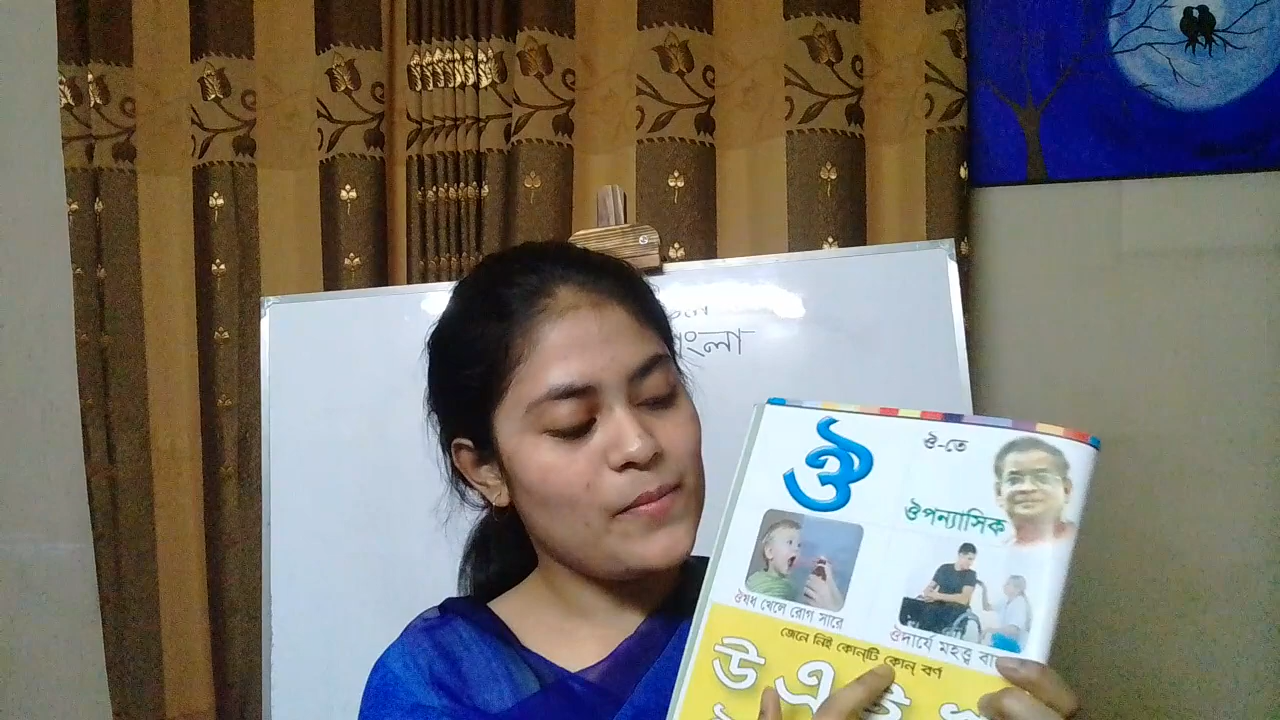 বাংলা
ঔ
ঔ-তে
ঔপন্যাসিক
ঔষধ খেলে রোগ সারে
ঔদার্যে মহত্ত্ব
জেনে নিই কোনটি কোন্ বর্ণ
উ এ